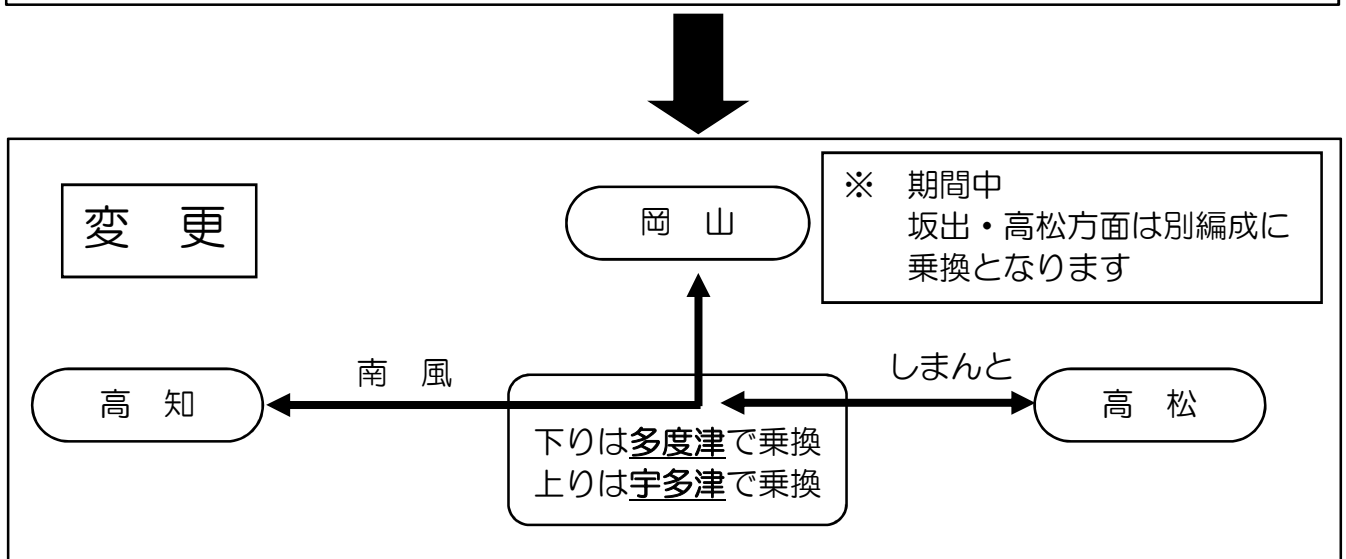 変　更
岡　山
※　期間中
坂出・高松方面は別編成に
乗換となります
南　風
しまんと
高　知
高　松
下りは多度津で乗換
上りは宇多津で乗換